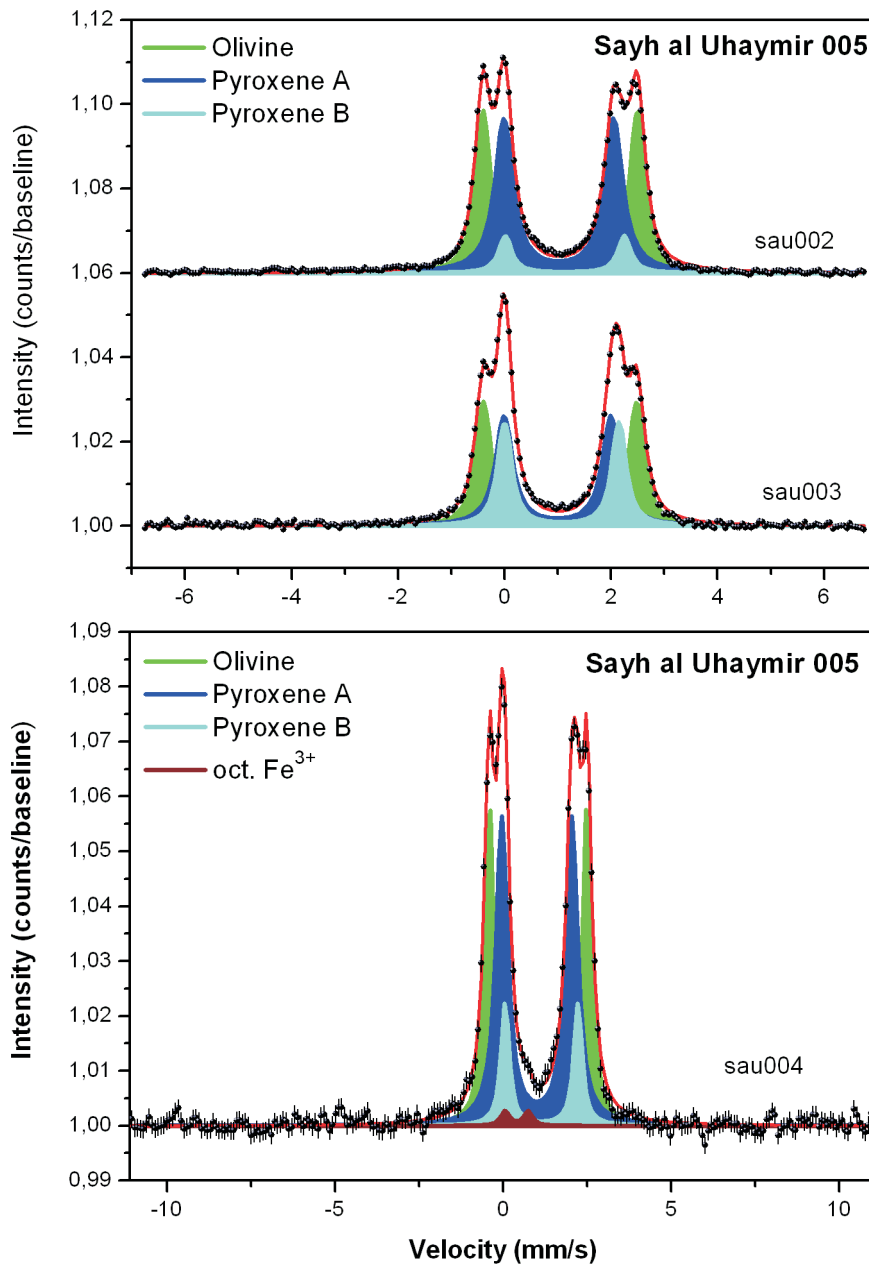 Sayh al Uhaymir 005
Olivine
Pyroxene A
Pyroxene B
sau002
sau003
Intensity (counts/baseline)
1,12
1,10
1,08
1,06
1,04
1,02
1,00
-6
-4
-2
0
2
4
6
Sayh al Uhaymir 005
Olivine
Pyroxene A
Pyroxene B
oct. Fe³⁺
sau004
Intensity (counts/baseline)
1,09
1,08
1,07
1,06
1,05
1,04
1,03
1,02
1,01
1,00
0,99
-10
-5
0
5
10
Velocity (mm/s)